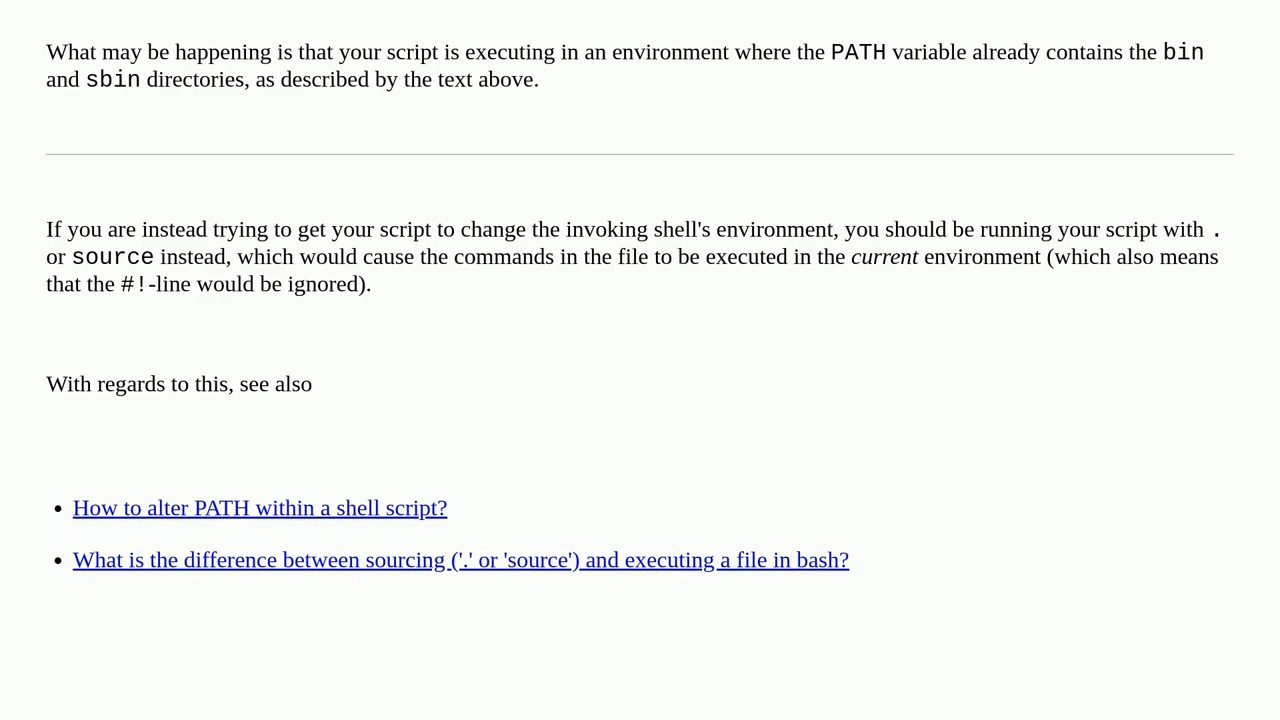 What may be happening is that your script is executing in an environment where the PATH variable already contains the bin
and sbin directories, as described by the text above.
If you are instead trying to get your script to change the invoking shell's environment, you should be running your script with .
or source instead, which would cause the commands in the file to be executed in the current environment (which also means
that the #!-line would be ignored).
With regards to this, see also
• How to alter PATH within a shell script?
• What is the difference between sourcing ('.' or 'source') and executing a file in bash?